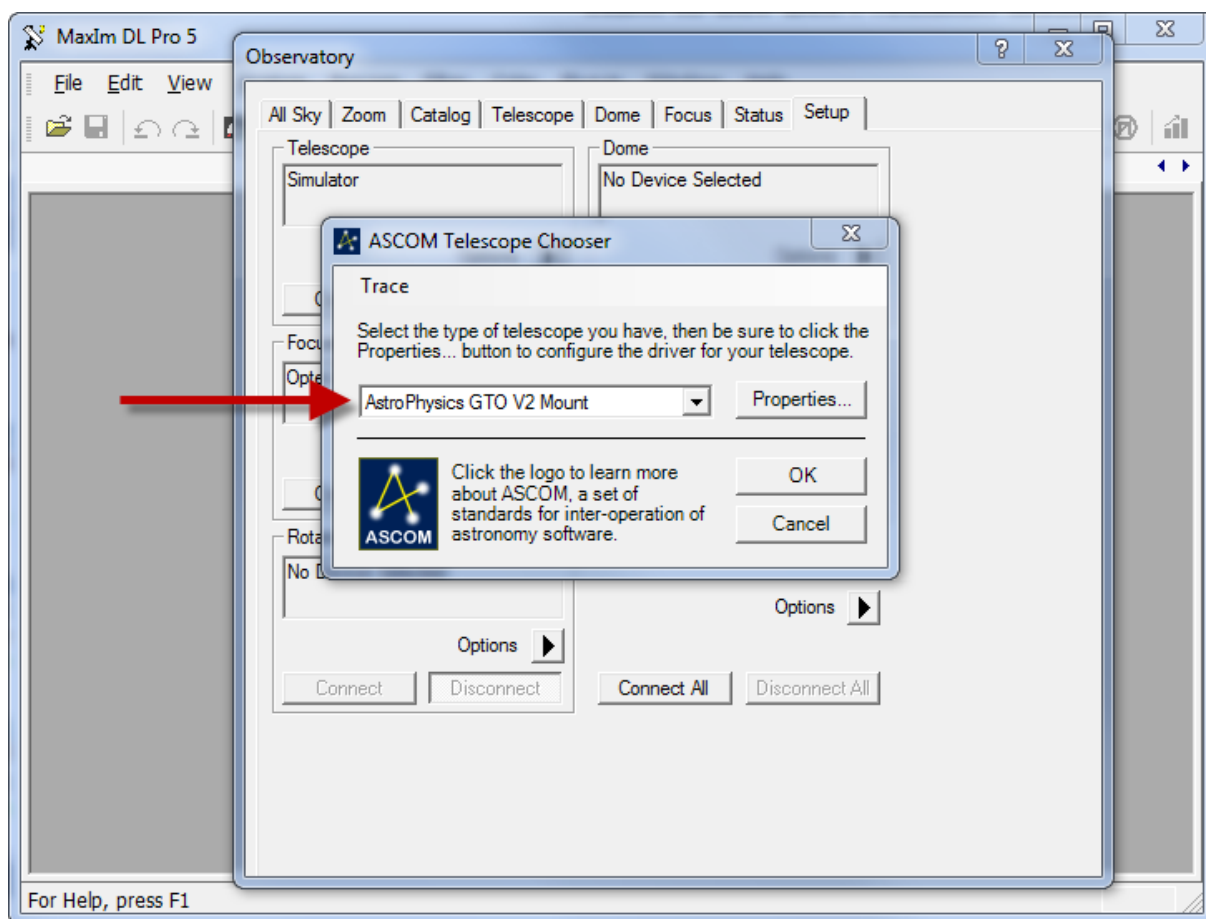 MaxIm DL Pro 5
Observatory
File Edit View
All Sky Zoom Catalog Telescope Dome Focus Status Setup
Telescope
Dome
Simulator
No Device Selected
ASCOM Telescope Chooser
Trace
Select the type of telescope you have, then be sure to click the
Properties... button to configure the driver for your telescope.
AstroPhysics GTO V2 Mount
Properties...
Click the logo to learn more
about ASCOM, a set of
standards for inter-operation of
astronomy software.
ASCOM
OK
Cancel
Focu
Opte
Rota
No D
Options
Options
Connect Disconnect Connect All Disconnect All
For Help, press F1